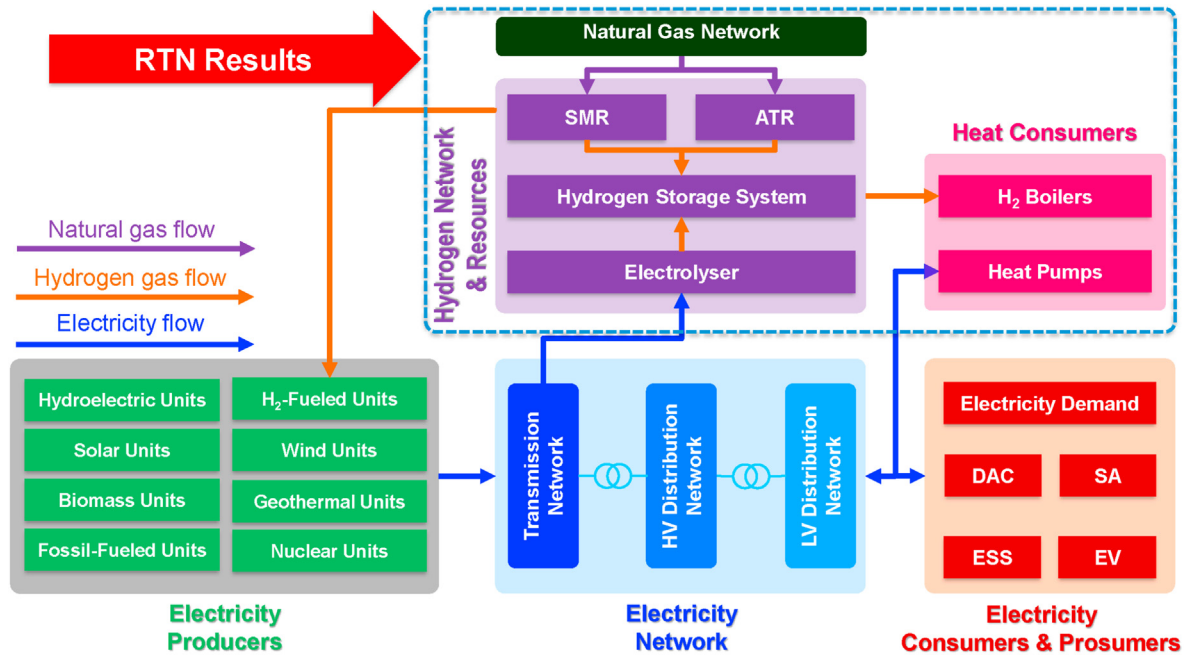 RTN Results
Natural Gas Network
SMR
ATR
Hydrogen Storage System
Electrolyser
Hydrogen Network
& Resources
Heat Consumers
H₂ Boilers
Heat Pumps
Natural gas flow
Hydrogen gas flow
Electricity flow
Hydroelectric Units
H₂-Fueled Units
Solar Units
Wind Units
Biomass Units
Geothermal Units
Fossil-Fueled Units
Nuclear Units
Electricity
Producers
Transmission
Network
HV Distribution
Network
LV Distribution
Network
Electricity
Network
Electricity Demand
DAC
SA
ESS
EV
Electricity
Consumers & Prosumers